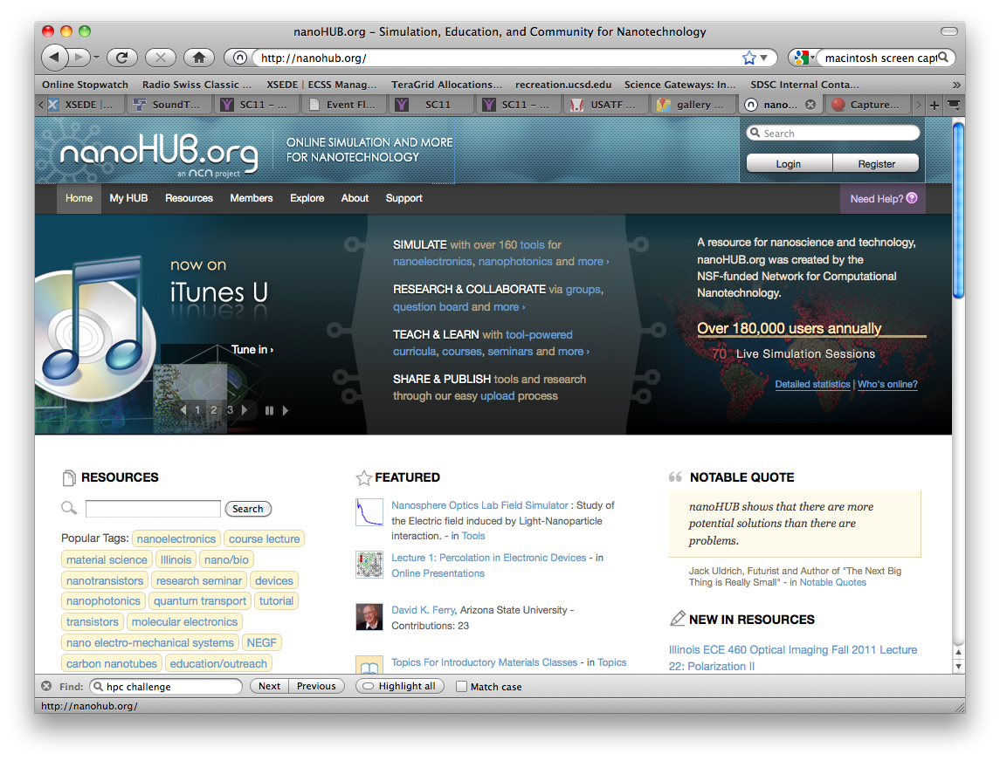 nanoHUB.org – Simulation, Education, and Community for Nanotechnology
http://nanohub.org/
macintosh screen capt
Online Stopwatch Radio Swiss Classic ... XSEDE | ECSS Manag... TeraGrid Allocations... recreation.ucsd.edu Science Gateways: In... SDSC Internal Conta... »
XSEDE |... SoundT... SC11 – ... Event Fl... SC11 SC11 – ... USATF ... gallery ... nano... Capture...
nanoHUB.org
an ncn project
ONLINE SIMULATION AND MORE
FOR NANOTECHNOLOGY
Search
Login Register
Home My HUB Resources Members Explore About Support Need Help? ?
now on
iTunes U
Tune in ›
1 2 3
SIMULATE with over 160 tools for
nanoelectronics, nanophotonics and more ›
RESEARCH & COLLABORATE via groups,
question board and more ›
TEACH & LEARN with tool-powered
curricula, courses, seminars and more ›
SHARE & PUBLISH tools and research
through our easy upload process
A resource for nanoscience and technology,
nanoHUB.org was created by the
NSF-funded Network for Computational
Nanotechnology.
Over 180,000 users annually
70 Live Simulation Sessions
Detailed statistics | Who's online?
RESOURCES
Search
Popular Tags: nanoelectronics course lecture
material science Illinois nano/bio
nanotransistors research seminar devices
nanophotonics quantum transport tutorial
transistors molecular electronics
nano electro-mechanical systems NEGF
carbon nanotubes education/outreach
FEATURED
Nanosphere Optics Lab Field Simulator : Study of
the Electric field induced by Light-Nanoparticle
interaction. - in Tools
Lecture 1: Percolation in Electronic Devices - in
Online Presentations
David K. Ferry, Arizona State University -
Contributions: 23
Topics For Introductory Materials Classes - in Topics
NOTABLE QUOTE
nanoHUB shows that there are more
potential solutions than there are
problems.
Jack Uldrich, Futurist and Author of "The Next Big
Thing is Really Small" - in Notable Quotes
NEW IN RESOURCES
Illinois ECE 460 Optical Imaging Fall 2011 Lecture
22: Polarization II
Find: hpc challenge Next Previous Highlight all Match case
http://nanohub.org/